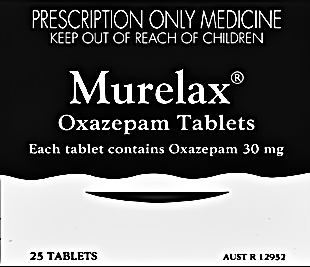 PRESCRIPTION ONLY MEDICINE
KEEP OUT OF REACH OF CHILDREN
Murelax®
Oxazepam Tablets
Each tablet contains Oxazepam 30 mg
25 TABLETS
AUST R 12952